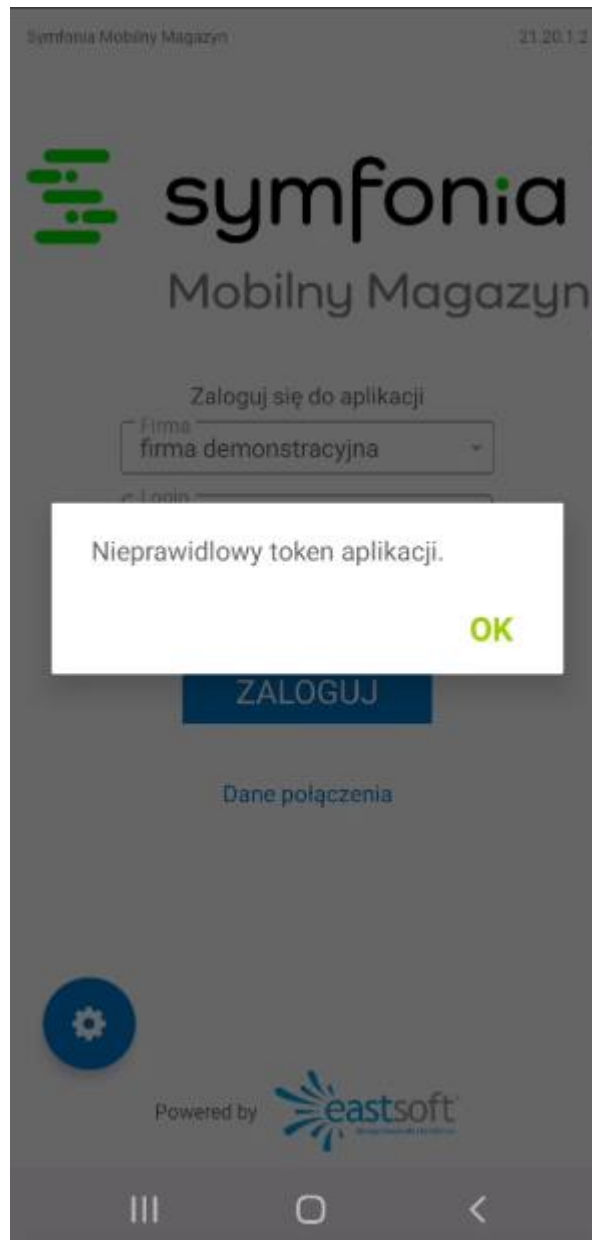 Symfonia Mobilny Magazyn 21.20.1.2
symfonia
Mobilny Magazyn
Zaloguj się do aplikacji
Firma
firma demonstracyjna
Login
Nieprawidlowy token aplikacji.
OK
ZALOGUJ
Dane połączenia
Powered by eastsoft